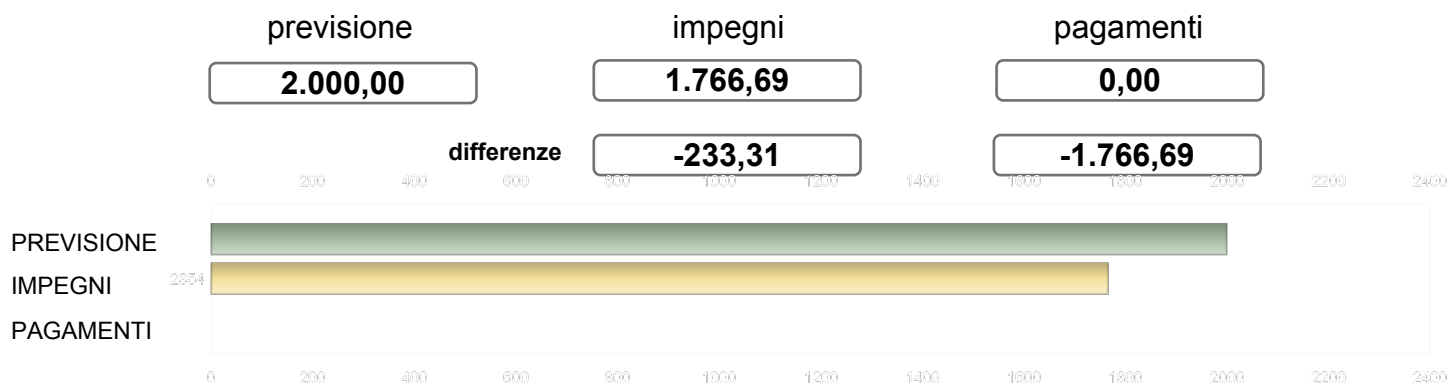 previsione impegni pagamenti
2.000,00 1.766,69 0,00
differenze -233,31 -1.766,69
0 200 400 600 800 1000 1200 1400 1600 1800 2000 2200 2400
PREVISIONE
2854
IMPEGNI
PAGAMENTI
0 200 400 600 800 1000 1200 1400 1600 1800 2000 2200 2400